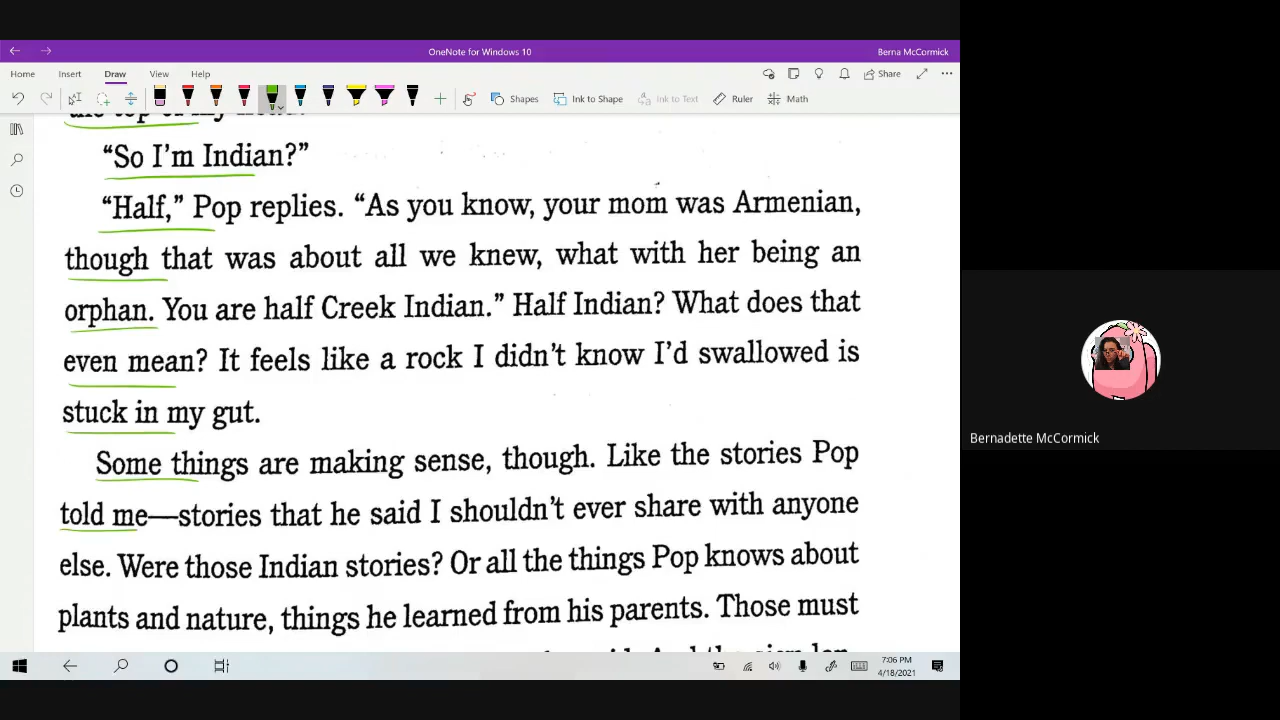 OneNote for Windows 10
Berna McCormick
Home Insert Draw View Help
Share
Shapes Ink to Shape Ink to Text Ruler Math
the top of my head.
“So I’m Indian?”
“Half,” Pop replies. “As you know, your mom was Armenian,
though that was about all we knew, what with her being an
orphan. You are half Creek Indian.” Half Indian? What does that
even mean? It feels like a rock I didn’t know I’d swallowed is
stuck in my gut.
Some things are making sense, though. Like the stories Pop
told me—stories that he said I shouldn’t ever share with anyone
else. Were those Indian stories? Or all the things Pop knows about
plants and nature, things he learned from his parents. Those must
Bernadette McCormick
7:06 PM
4/18/2021